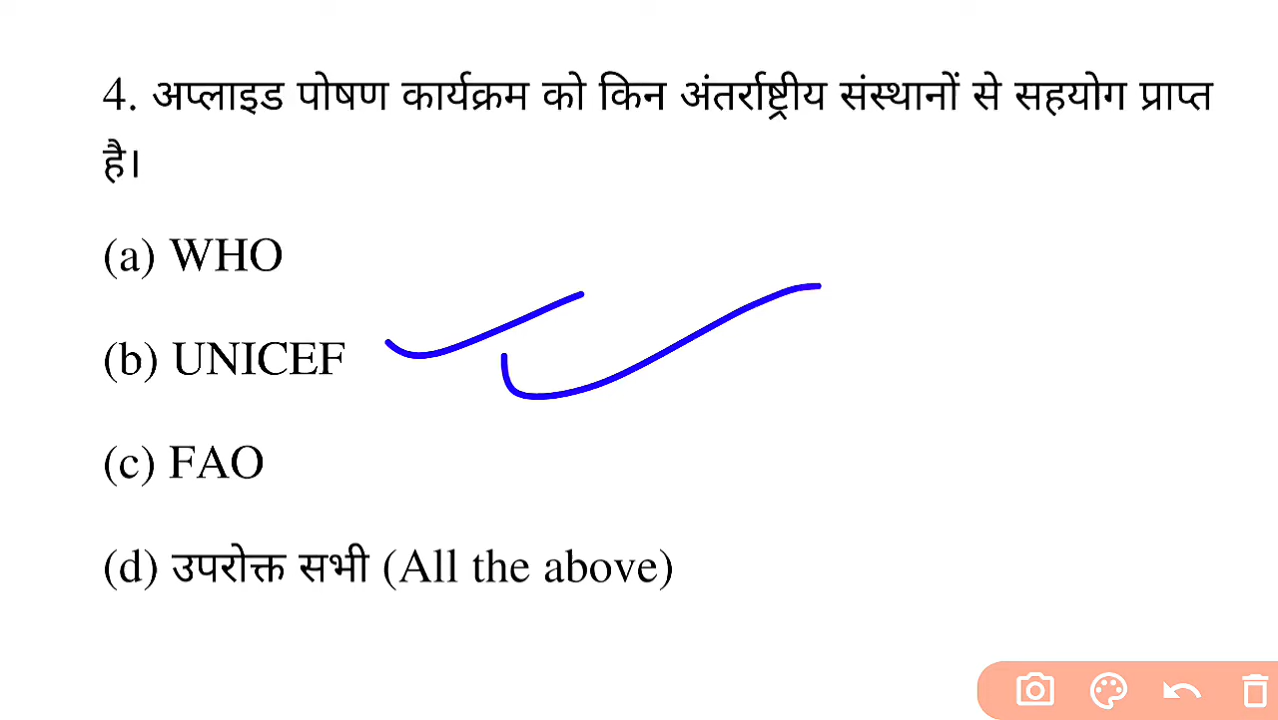 4. अप्लाइड पोषण कार्यक्रम को किन अंतर्राष्ट्रीय संस्थानों से सहयोग प्राप्त
है।
(a) WHO
(b) UNICEF
(c) FAO
(d) उपरोक्त सभी (All the above)